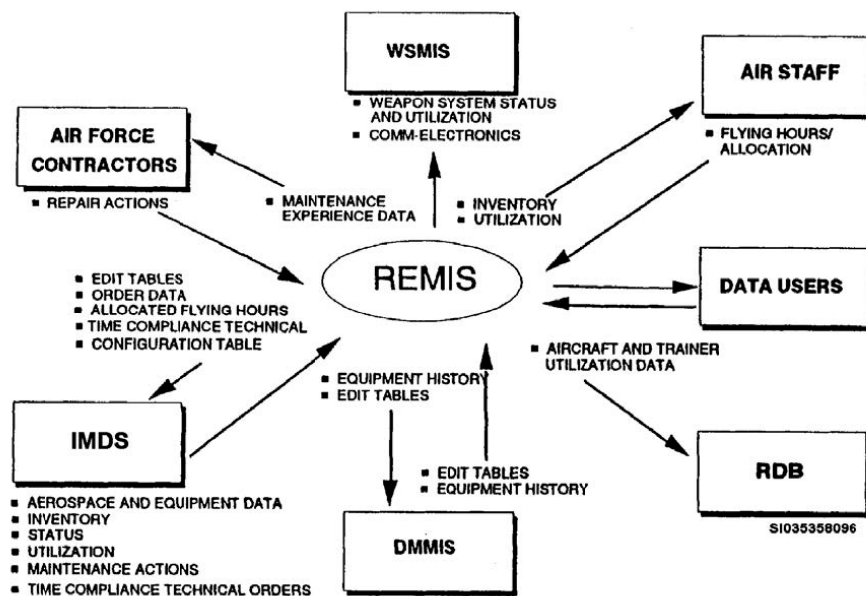 WSMIS
■ WEAPON SYSTEM STATUS
AND UTILIZATION
■ COMM-ELECTRONICS
AIR STAFF
■ FLYING HOURS/
ALLOCATION
AIR FORCE
CONTRACTORS
■ REPAIR ACTIONS
■ MAINTENANCE
EXPERIENCE DATA
■ INVENTORY
■ UTILIZATION
REMIS
DATA USERS
■ EDIT TABLES
■ ORDER DATA
■ ALLOCATED FLYING HOURS
■ TIME COMPLIANCE TECHNICAL
■ CONFIGURATION TABLE
■ AIRCRAFT AND TRAINER
UTILIZATION DATA
■ EQUIPMENT HISTORY
■ EDIT TABLES
IMDS
■ AEROSPACE AND EQUIPMENT DATA
■ INVENTORY
■ STATUS
■ UTILIZATION
■ MAINTENANCE ACTIONS
■ TIME COMPLIANCE TECHNICAL ORDERS
■ EDIT TABLES
■ EQUIPMENT HISTORY
DMMIS
RDB
SI035358096